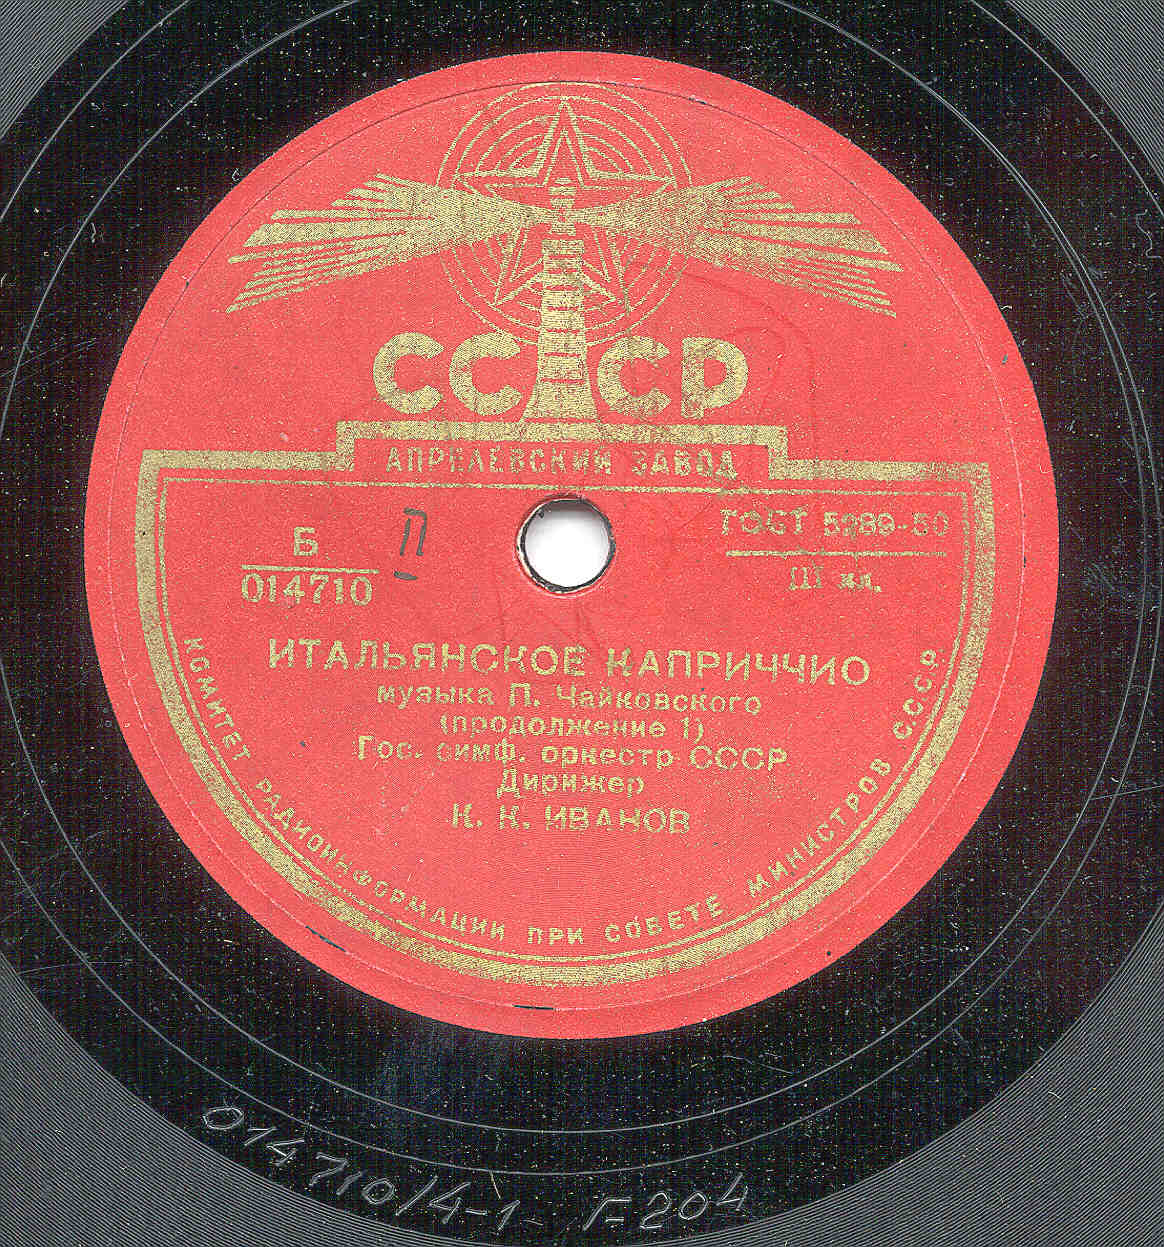 СССР
АПРЕЛЕВСКИЙ ЗАВОД
Б
014710
П
ГОСТ 5289-50
III кл.
ИТАЛЬЯНСКОЕ КАПРИЧЧИО
музыка П. Чайковского
(продолжение 1)
Гос. симф. оркестр СССР
Дирижер
К. К. ИВАНОВ
КОМИТЕТ РАДИОИНФОРМАЦИИ ПРИ СОВЕТЕ МИНИСТРОВ СССР.
014710/4-1- Г-204